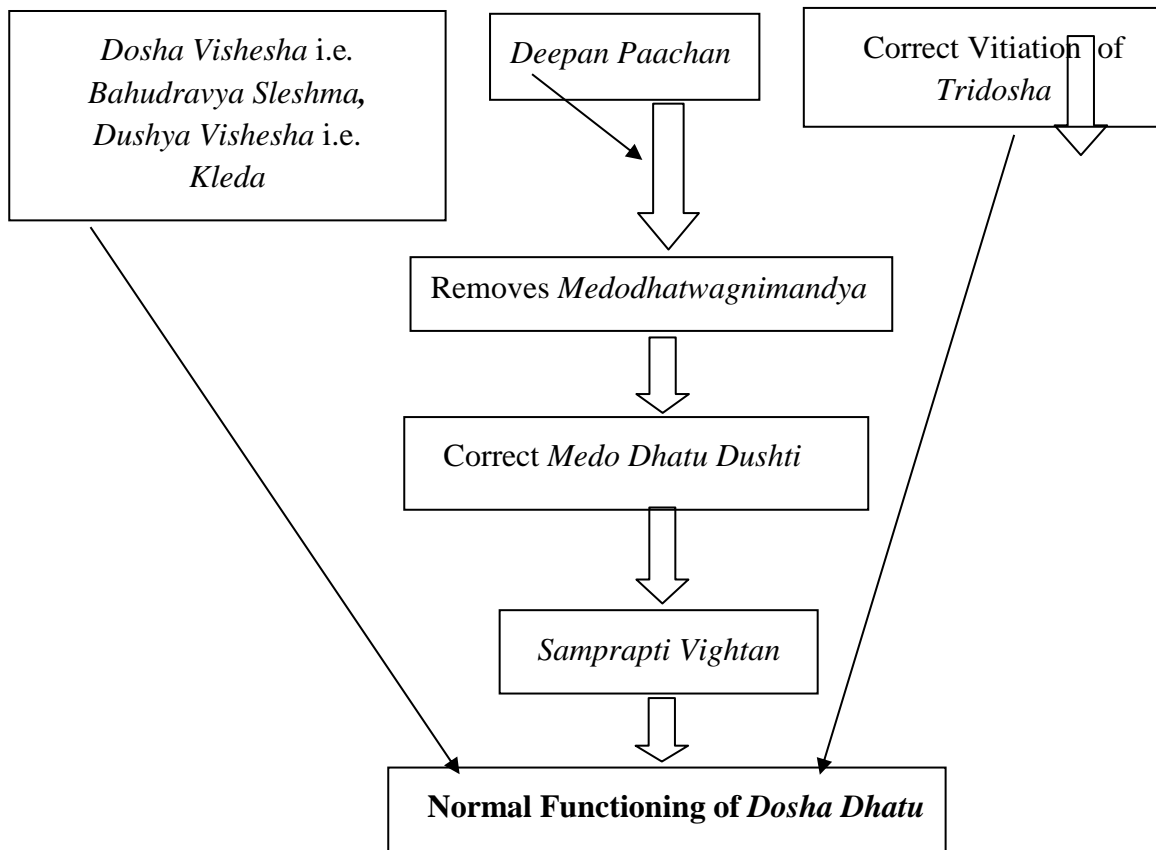 Dosha Vishesha i.e.
Bahudravya Sleshma,
Dushya Vishesha i.e.
Kleda
Deepan Paachan
Correct Vitiation of
Tridosha
Removes Medodhatwagnimandya
Correct Medo Dhatu Dushti
Samprapti Vightan
Normal Functioning of Dosha Dhatu